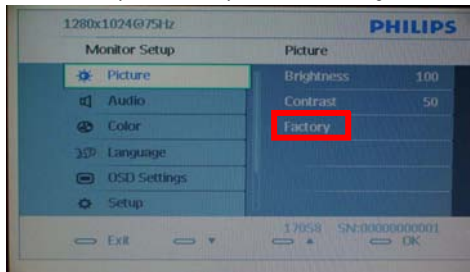 1280x1024@75Hz
PHILIPS
Monitor Setup
Picture
Picture
Brightness 100
Audio
Contrast 50
Color
Factory
Language
OSD Settings
Setup
170S8 SN:00000000001
Exit
OK